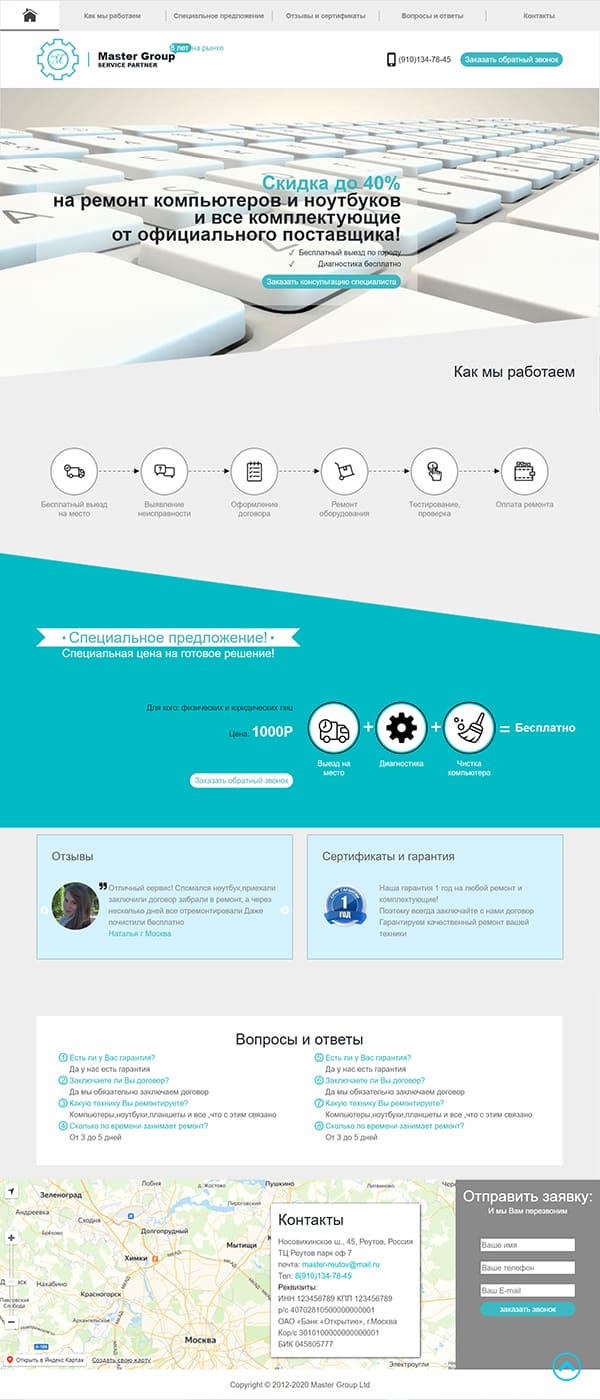 Как мы работаем
Специальное предложение
Отзывы и сертификаты
Вопросы и ответы
Контакты
Master Group
SERVICE PARTNER
5 лет на рынке
(910)134-78-45
Заказать обратный звонок
Скидка до 40%
на ремонт компьютеров и ноутбуков
и все комплектующие
от официального поставщика!
✓ Бесплатный выезд по городу
✓ Диагностика бесплатно
Заказать консультацию специалиста
Как мы работаем
Бесплатный выезд
на место
Выявление
неисправности
Оформление
договора
Ремонт
оборудования
Тестирование,
проверка
Оплата ремонта
• Специальное предложение! •
Специальная цена на готовое решение!
Для кого: физических и юридических лиц
Цена: 1000Р
Заказать обратный звонок
Выезд на
место
+
Диагностика
+
Чистка
компьютера
= Бесплатно
Отзывы
Отличный сервис! Сломался ноутбук,приехали
заключили договор забрали в ремонт, а через
несколько дней все отремонтировали Даже
почистили бесплатно
Наталья г Москва
Сертификаты и гарантия
1
ГОД
Наша гарантия 1 год на любой ремонт и
комплектующие!
Поэтому всегда заключайте с нами договор
Гарантируем качественный ремонт вашей
техники
Вопросы и ответы
1 Есть ли у Вас гарантия?
Да у нас есть гарантия
2 Заключаете ли Вы договор?
Да мы обязательно заключаем договор
3 Какую технику Вы ремонтируете?
Компьютеры,ноутбуки,планшеты и все ,что с этим связано
4 Сколько по времени занимает ремонт?
От 3 до 5 дней
5 Есть ли у Вас гарантия?
Да у нас есть гарантия
6 Заключаете ли Вы договор?
Да мы обязательно заключаем договор
7 Какую технику Вы ремонтируете?
Компьютеры,ноутбуки,планшеты и все ,что с этим связано
8 Сколько по времени занимает ремонт?
От 3 до 5 дней
Лобня
д. Жостово
Пушкино
Литвиново
Зеленоград
Пироговский
Андреевка
Сходня
Долгопрудный
Брёхово
Мытищи
Химки
Нахабино
Красногорск
Москва
Электроугли
Открыть в Яндекс Картах
Создать свою карту
Контакты
Носовихинское ш., 45, Реутов, Россия
ТЦ Реутов парк оф 7
почта: master-reutov@mail.ru
Тел: 8(910)134-78-45
Реквизиты:
ИНН 123456789 КПП 123456789
р/с 40702810500000000001
ОАО «Банк «Открытие», г.Москва
Кор/с 3010100000000000001
БИК 045805777
Отправить заявку:
И мы Вам перезвоним
Ваше имя
Ваше телефон
Ваш E-mail
заказать звонок
Copyright © 2012-2020 Master Group Ltd